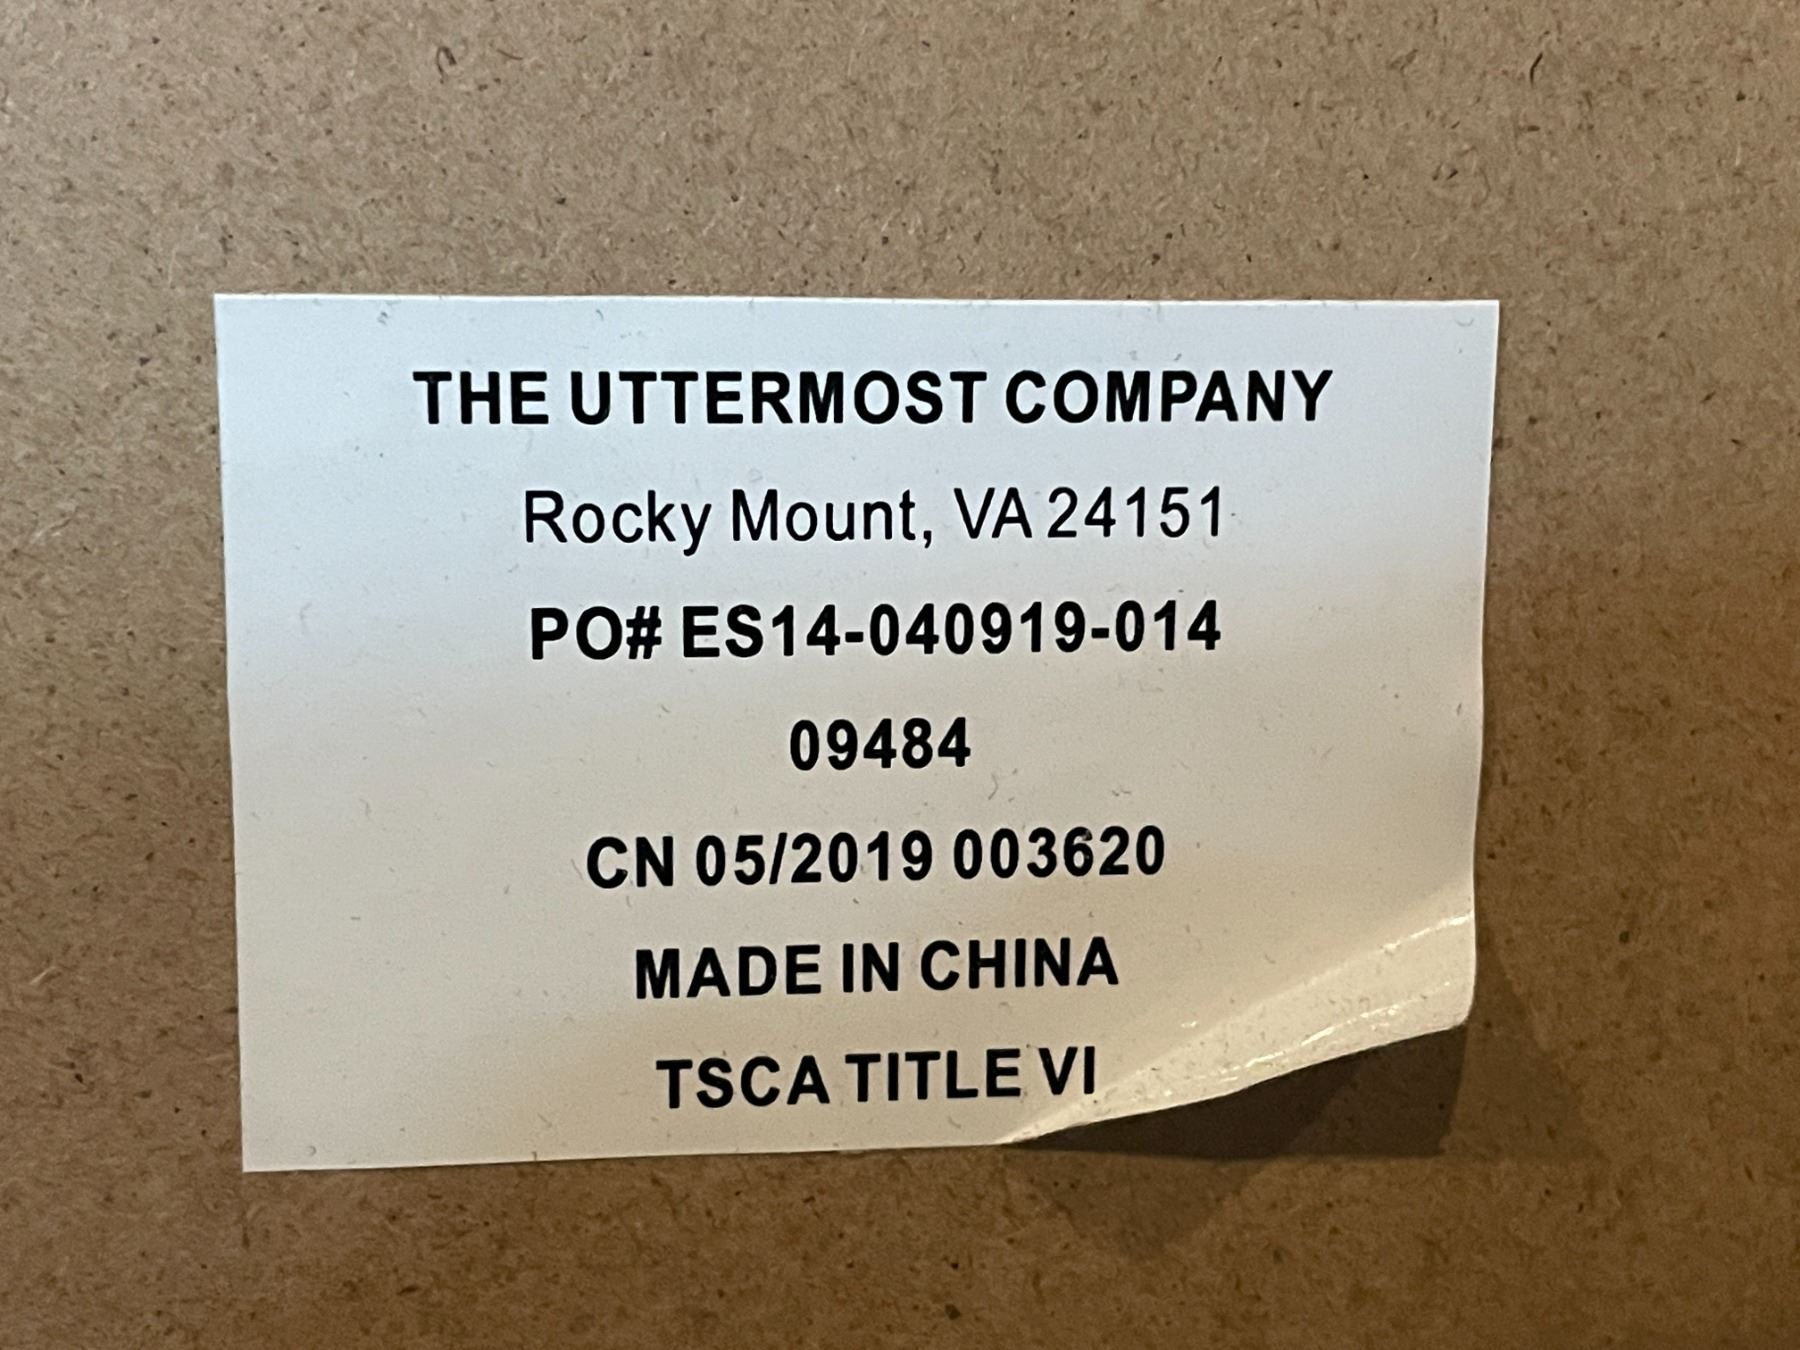 THE UTTERMOST COMPANY
Rocky Mount, VA 24151
PO# ES14-040919-014
09484
CN 05/2019 003620
MADE IN CHINA
TSCA TITLE VI